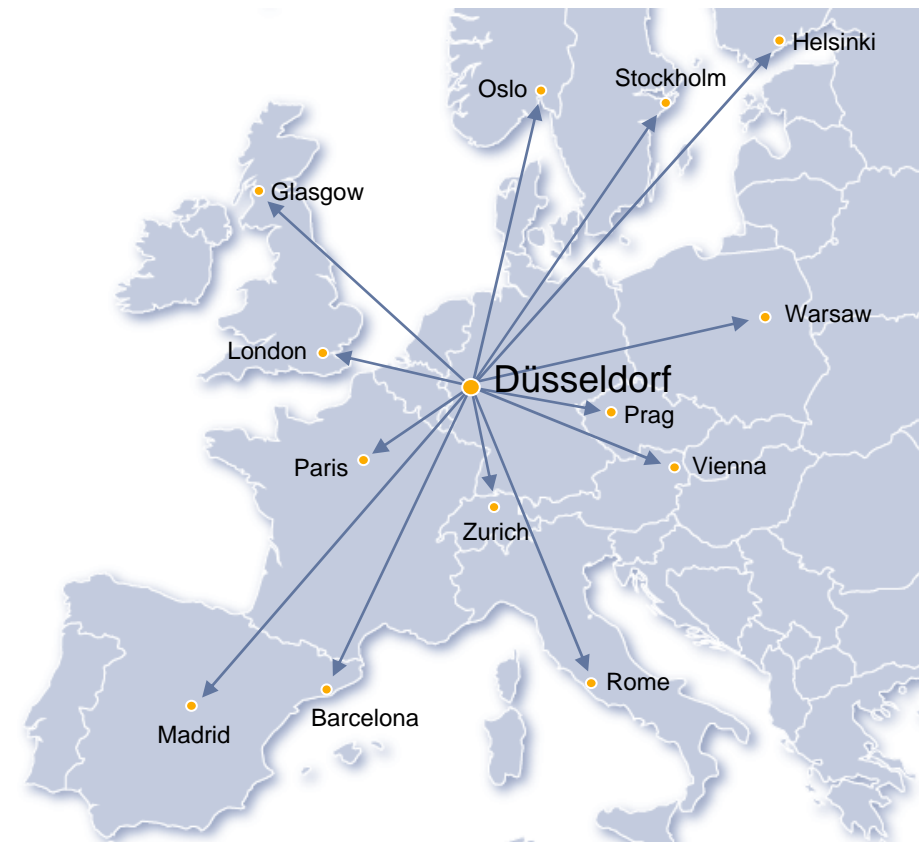 Helsinki
Stockholm
Oslo
Glasgow
Warsaw
London
Düsseldorf
Prag
Paris
Vienna
Zurich
Rome
Barcelona
Madrid